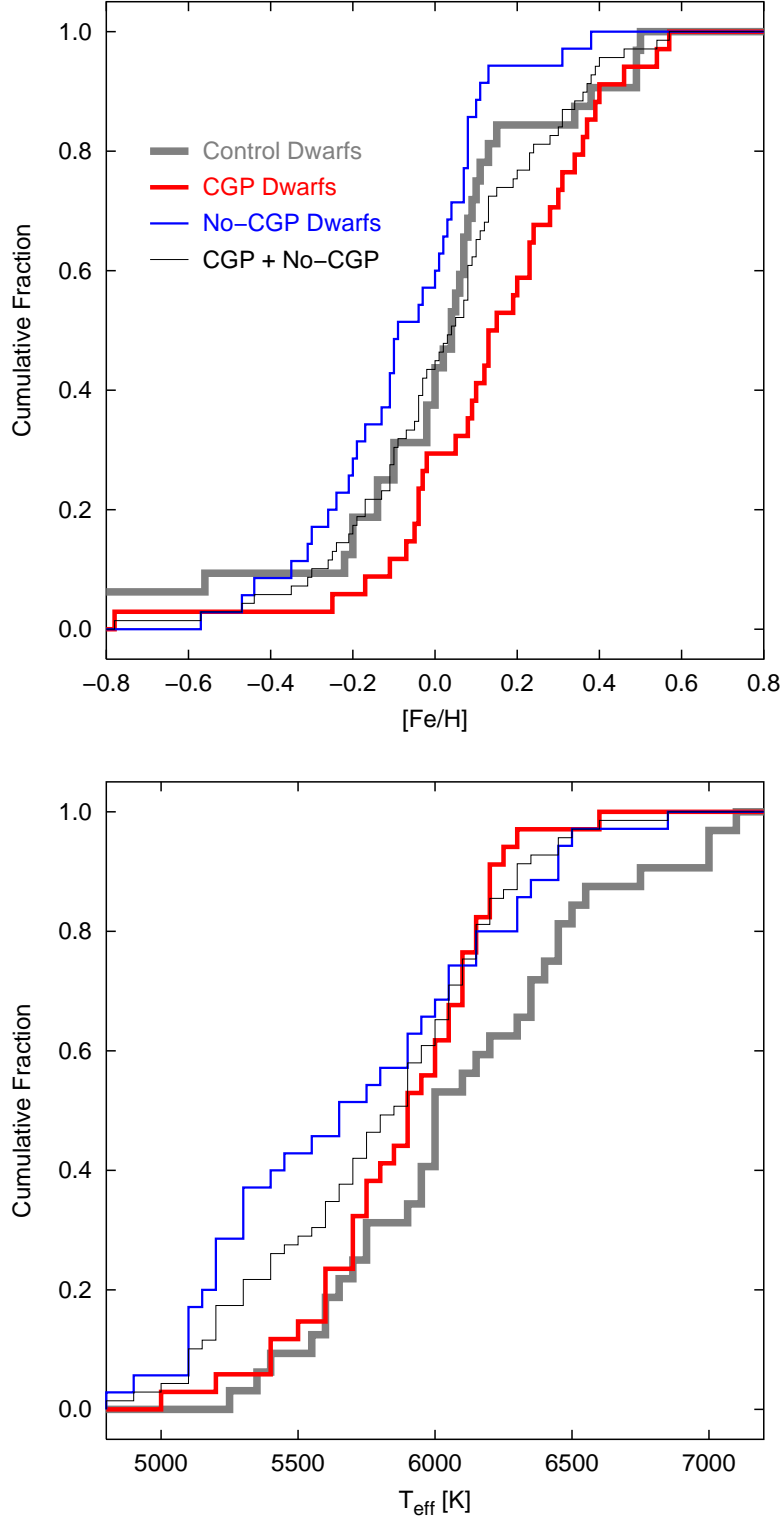 1.0
0.8
0.6
0.4
0.2
0.0
Cumulative Fraction
Control Dwarfs
CGP Dwarfs
No−CGP Dwarfs
CGP + No−CGP
−0.8 −0.6 −0.4 −0.2 0.0 0.2 0.4 0.6 0.8
[Fe/H]
1.0
0.8
0.6
0.4
0.2
0.0
Cumulative Fraction
5000 5500 6000 6500 7000
T_eff [K]